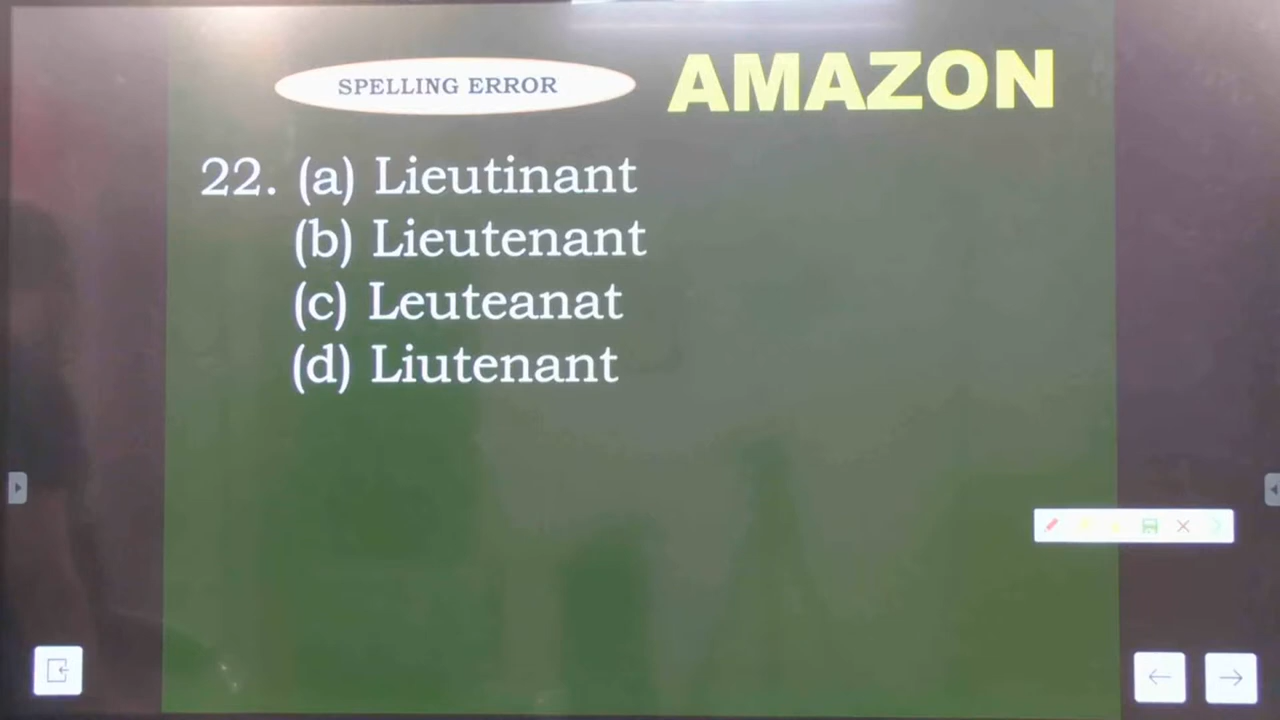 SPELLING ERROR AMAZON
22. (a) Lieutinant
(b) Lieutenant
(c) Leuteanat
(d) Liutenant